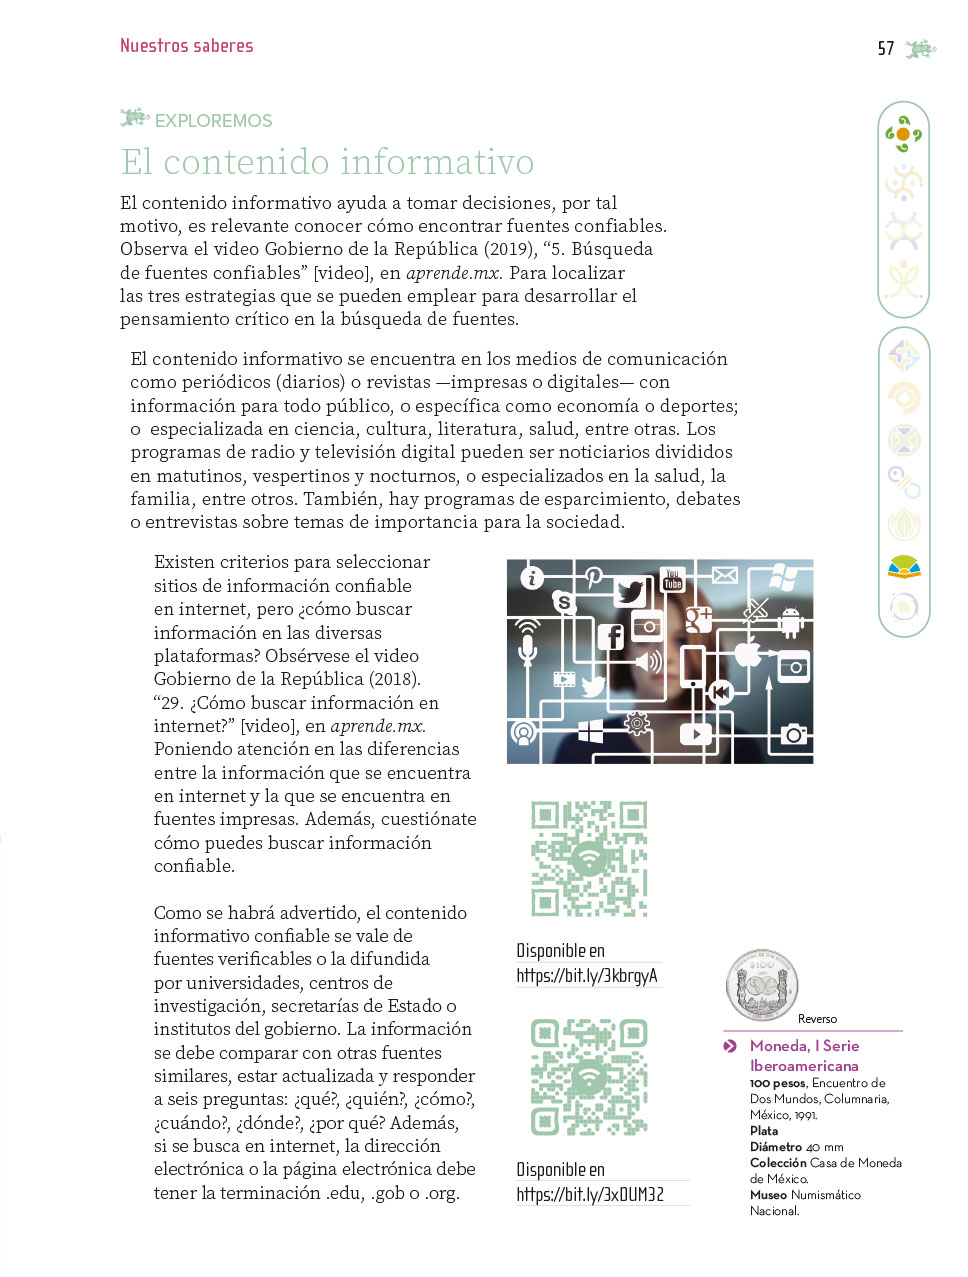 Nuestros saberes
57
EXPLOREMOS
El contenido informativo
El contenido informativo ayuda a tomar decisiones, por tal
motivo, es relevante conocer cómo encontrar fuentes confiables.
Observa el video Gobierno de la República (2019), “5. Búsqueda
de fuentes confiables” [video], en aprende.mx. Para localizar
las tres estrategias que se pueden emplear para desarrollar el
pensamiento crítico en la búsqueda de fuentes.
El contenido informativo se encuentra en los medios de comunicación
como periódicos (diarios) o revistas —impresas o digitales— con
información para todo público, o específica como economía o deportes;
o especializada en ciencia, cultura, literatura, salud, entre otras. Los
programas de radio y televisión digital pueden ser noticiarios divididos
en matutinos, vespertinos y nocturnos, o especializados en la salud, la
familia, entre otros. También, hay programas de esparcimiento, debates
o entrevistas sobre temas de importancia para la sociedad.
Existen criterios para seleccionar
sitios de información confiable
en internet, pero ¿cómo buscar
información en las diversas
plataformas? Obsérvese el video
Gobierno de la República (2018).
“29. ¿Cómo buscar información en
internet?” [video], en aprende.mx.
Poniendo atención en las diferencias
entre la información que se encuentra
en internet y la que se encuentra en
fuentes impresas. Además, cuestiónate
cómo puedes buscar información
confiable.
Como se habrá advertido, el contenido
informativo confiable se vale de
fuentes verificables o la difundida
por universidades, centros de
investigación, secretarías de Estado o
institutos del gobierno. La información
se debe comparar con otras fuentes
similares, estar actualizada y responder
a seis preguntas: ¿qué?, ¿quién?, ¿cómo?,
¿cuándo?, ¿dónde?, ¿por qué? Además,
si se busca en internet, la dirección
electrónica o la página electrónica debe
tener la terminación .edu, .gob o .org.
You
Tube
Disponible en
https://bit.ly/3kbrgyA
Disponible en
https://bit.ly/3xDUM32
$100
Reverso
Moneda, I Serie
Iberoamericana
100 pesos, Encuentro de
Dos Mundos, Columnaria,
México, 1991.
Plata
Diámetro 40 mm
Colección Casa de Moneda
de México.
Museo Numismático
Nacional.